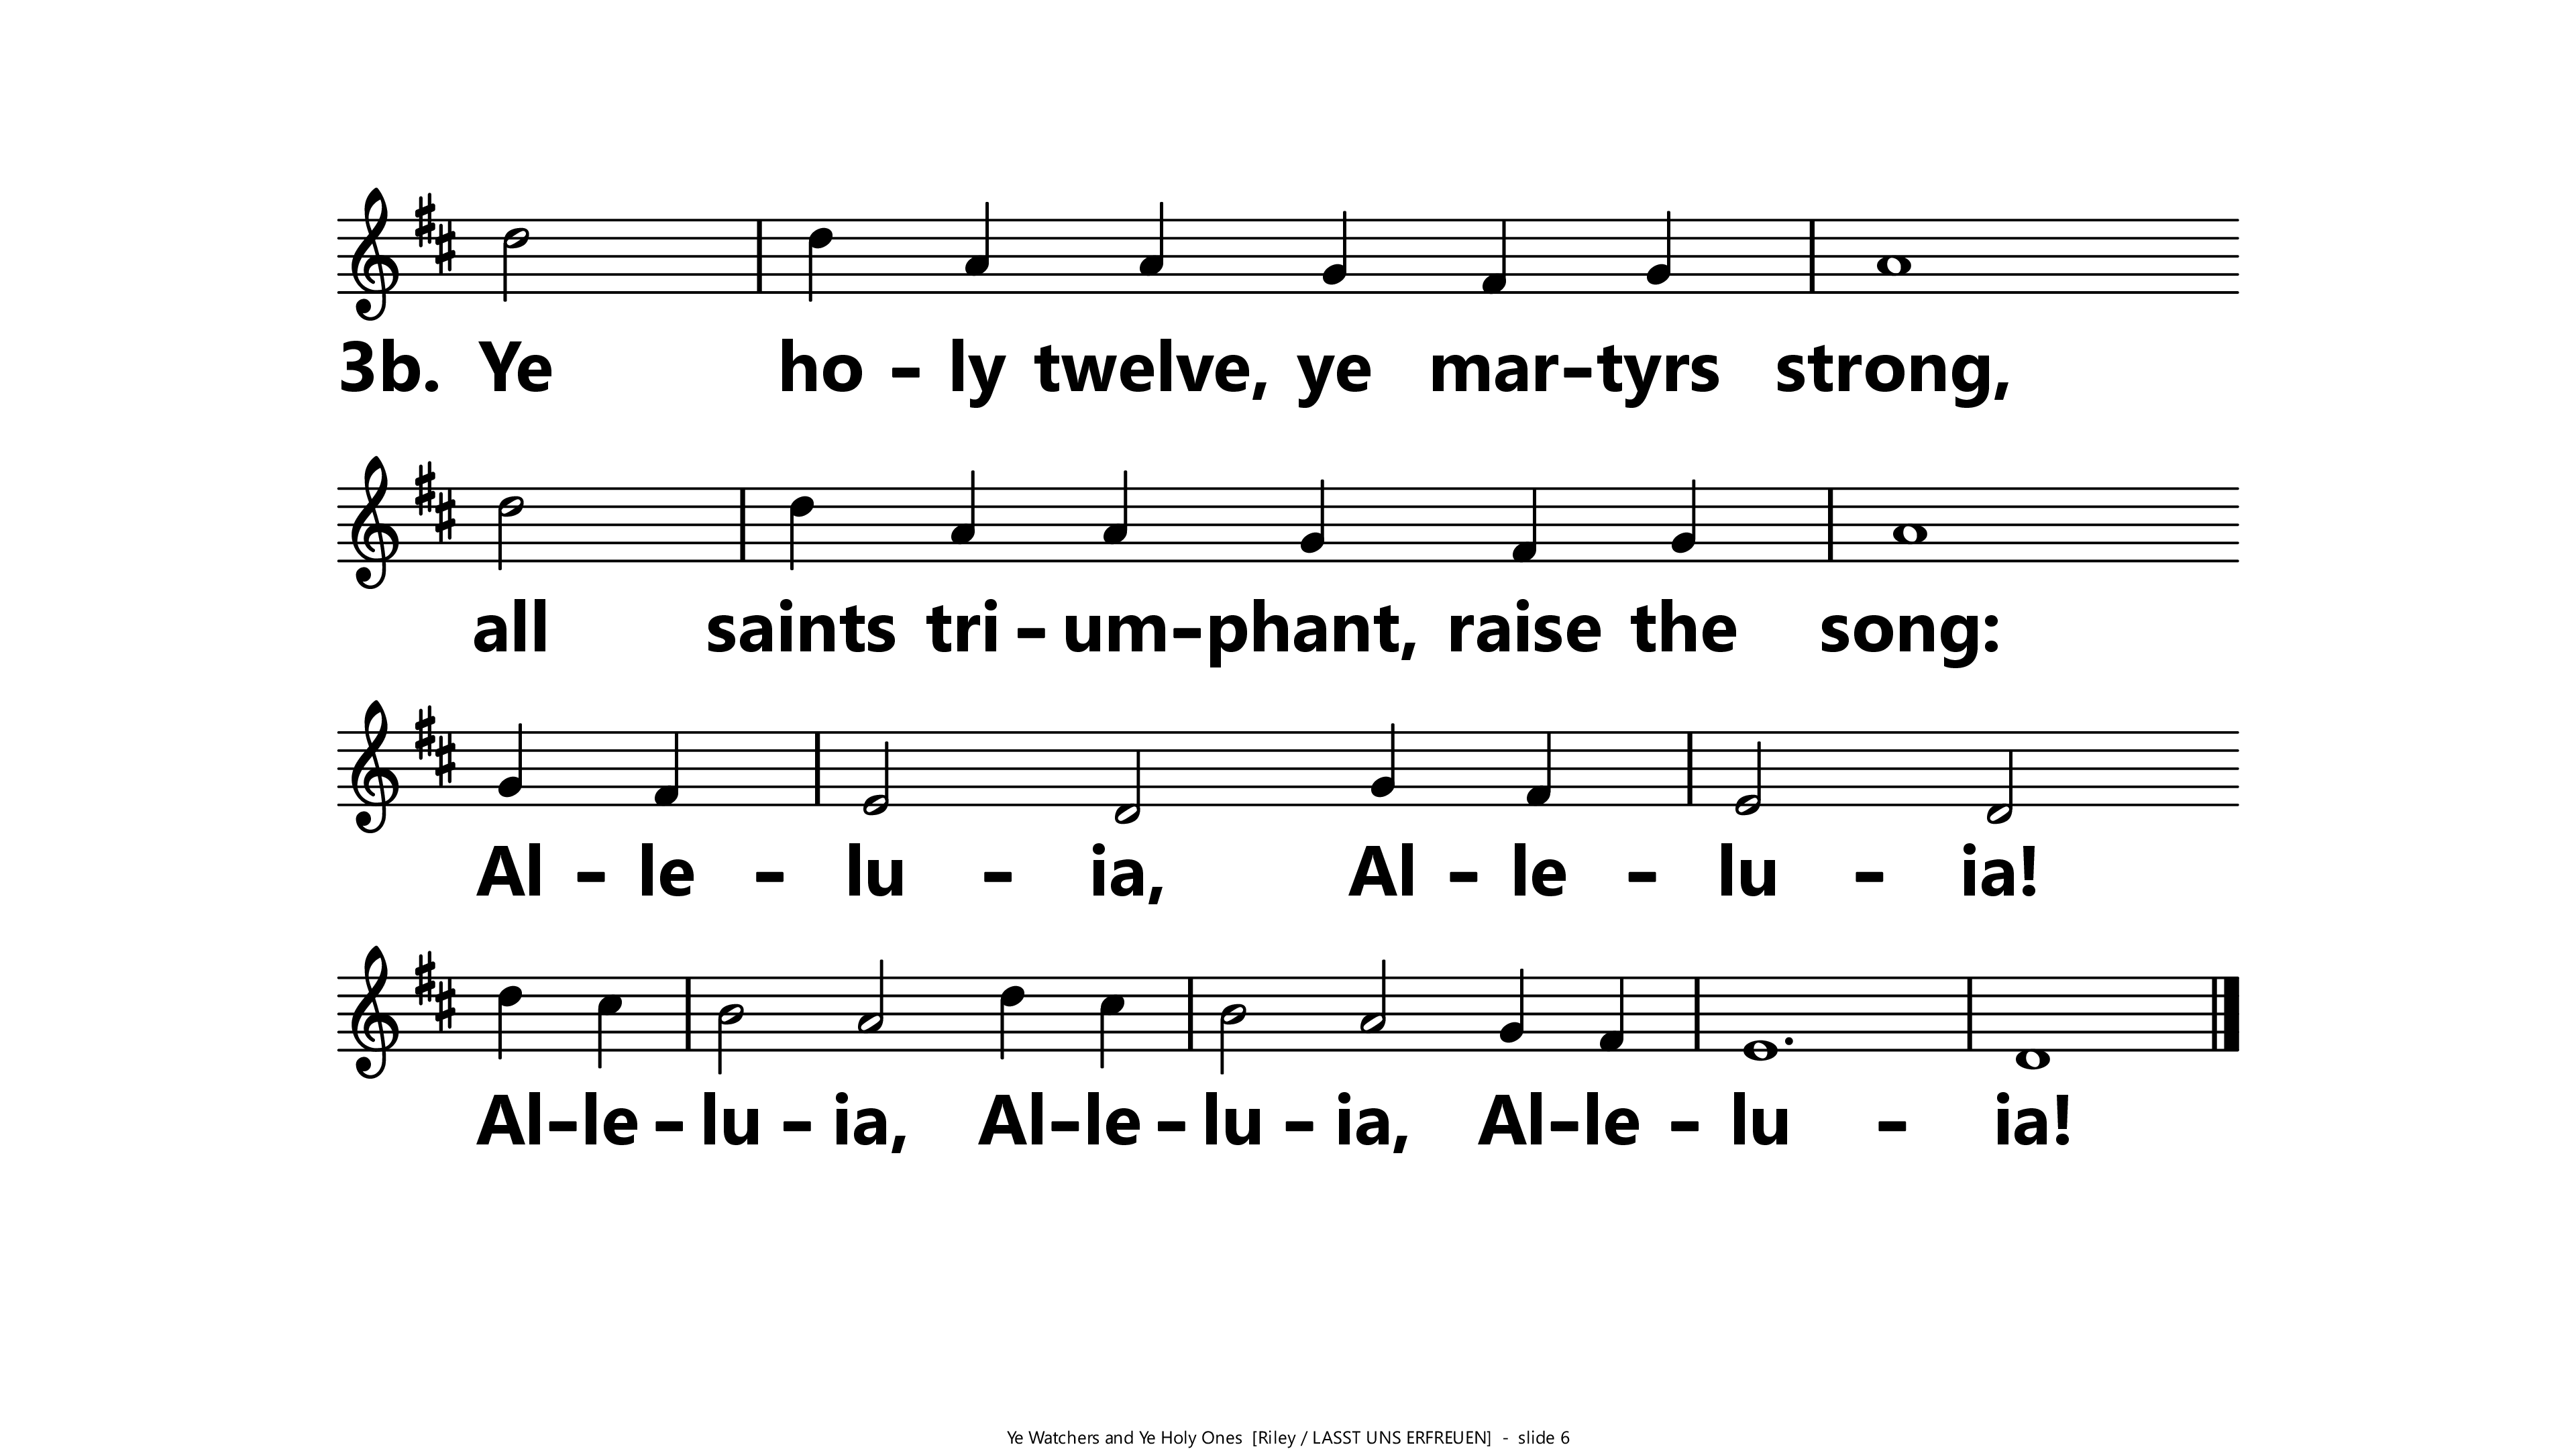 3b. Ye ho - ly twelve, ye mar-tyrs strong,
all saints tri - um-phant, raise the song:
Al - le - lu - ia, Al - le - lu - ia!
Al-le - lu - ia, Al-le - lu - ia, Al-le - lu - ia!
Ye Watchers and Ye Holy Ones [Riley / LASST UNS ERFREUEN] - slide 6